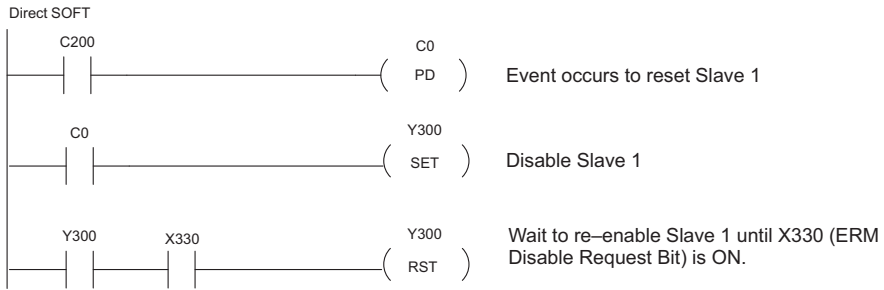 Direct SOFT
C200
C0
PD
Event occurs to reset Slave 1
C0
Y300
SET
Disable Slave 1
Y300
X330
Y300
RST
Wait to re–enable Slave 1 until X330 (ERM
Disable Request Bit) is ON.